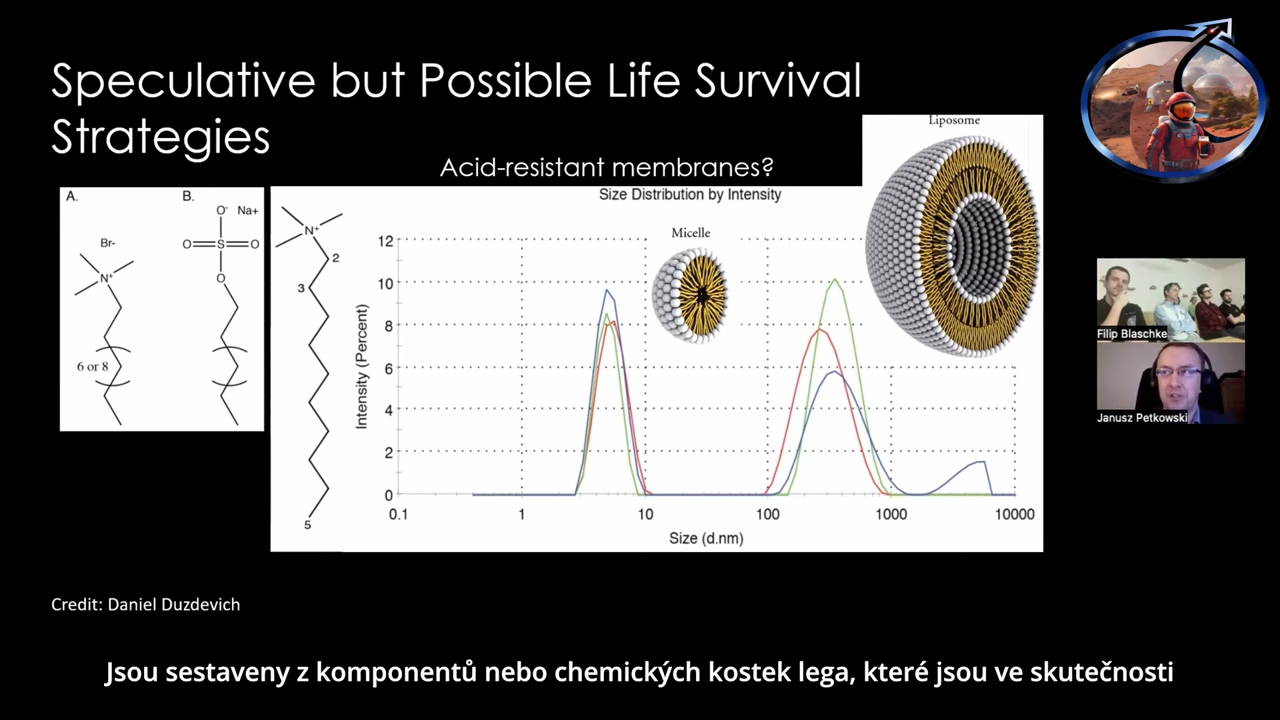 Speculative but Possible Life Survival
Strategies
Acid-resistant membranes?
A.
B.
Br-
N+
6 or 8
O- Na+
O
S
O
O
N+
2
3
5
Size Distribution by Intensity
Micelle
Liposome
Intensity (Percent)
12
10
8
6
4
2
0
0.1
1
10
100
1000
10000
Size (d.nm)
Filip Blaschke
Janusz Petkowski
Credit: Daniel Duzdevich
Jsou sestaveny z komponentů nebo chemických kostek lega, které jsou ve skutečnosti